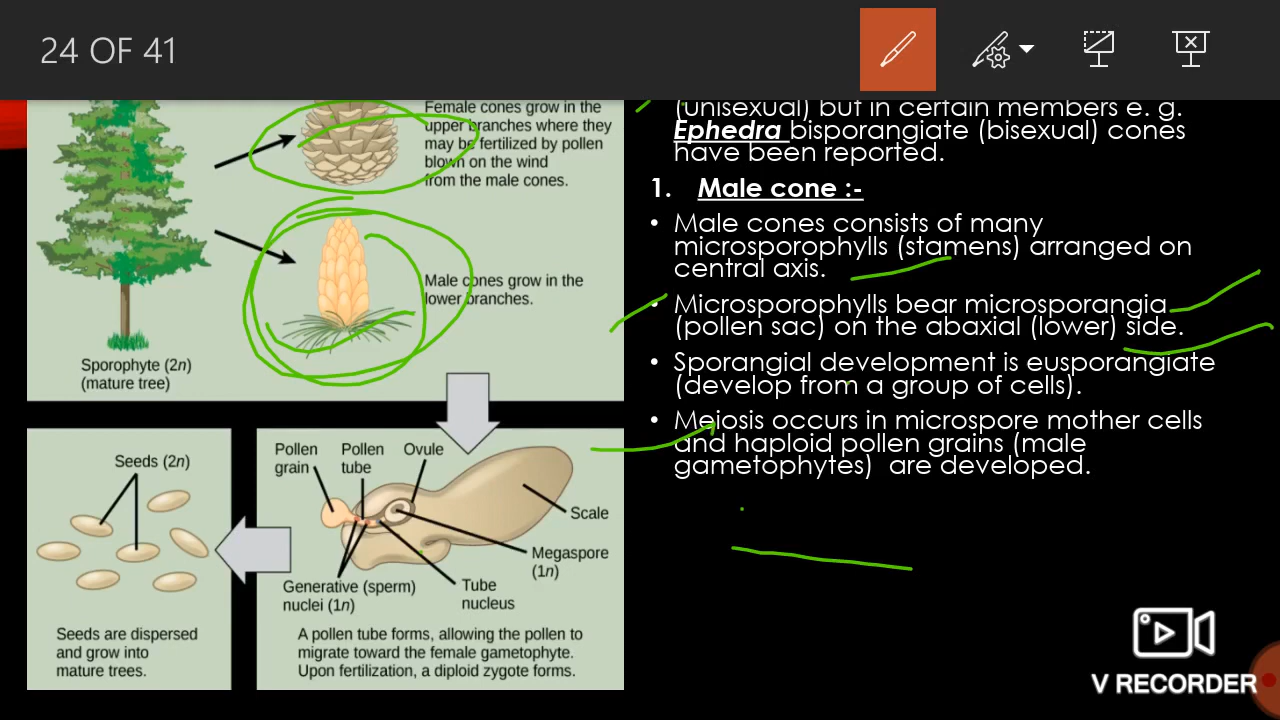 24 OF 41
Female cones grow in the
upper branches where they
may be fertilized by pollen
blown on the wind
from the male cones.
Male cones grow in the
lower branches.
Sporophyte (2n)
(mature tree)
(unisexual) but in certain members e. g.
Ephedra bisporangiate (bisexual) cones
have been reported.
1. Male cone :-
• Male cones consists of many
microsporophylls (stamens) arranged on
central axis.
• Microsporophylls bear microsporangia
(pollen sac) on the abaxial (lower) side.
• Sporangial development is eusporangiate
(develop from a group of cells).
• Meiosis occurs in microspore mother cells
and haploid pollen grains (male
gametophytes) are developed.
Seeds (2n)
Seeds are dispersed
and grow into
mature trees.
Pollen
grain
Pollen
tube
Ovule
Scale
Megaspore
(1n)
Generative (sperm)
nuclei (1n)
Tube
nucleus
A pollen tube forms, allowing the pollen to
migrate toward the female gametophyte.
Upon fertilization, a diploid zygote forms.
V RECORDER